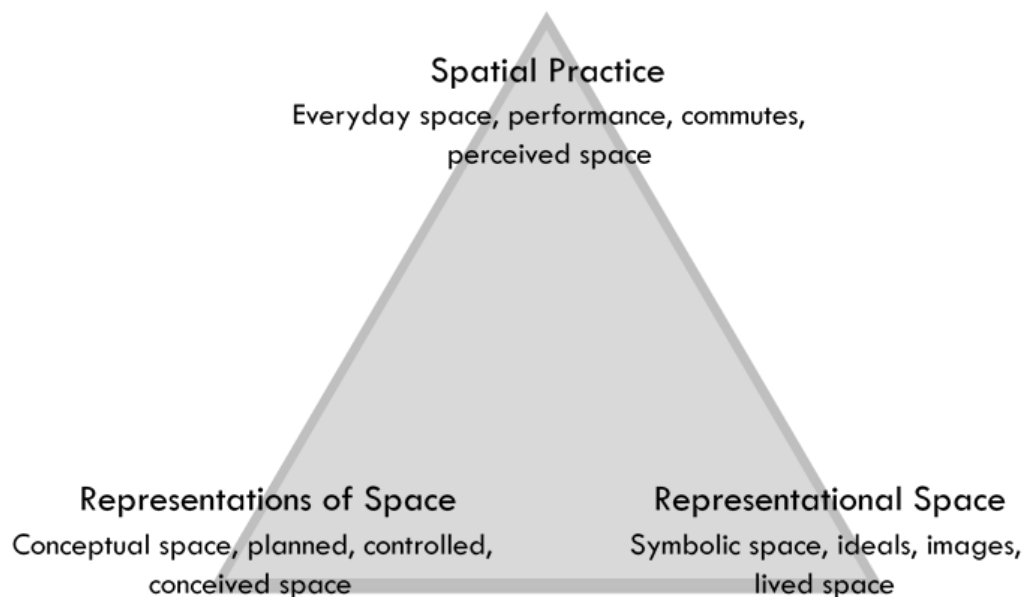 Spatial Practice
Everyday space, performance, commutes,
perceived space
Representations of Space
Conceptual space, planned, controlled,
conceived space
Representational Space
Symbolic space, ideals, images,
lived space